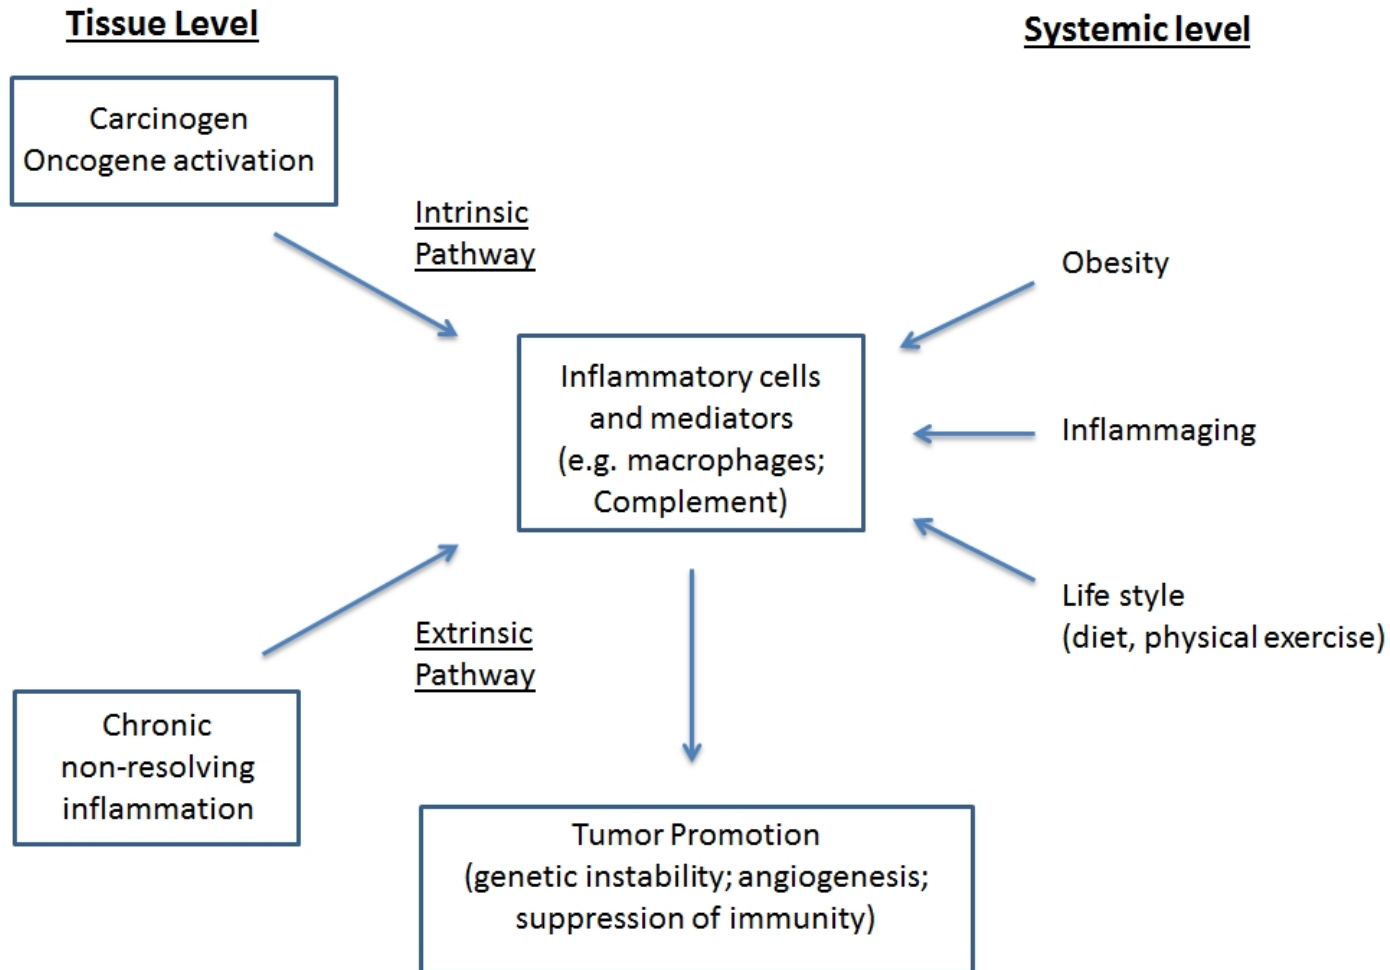 Tissue Level
Systemic level
Carcinogen
Oncogene activation
Intrinsic
Pathway
Obesity
Inflammatory cells
and mediators
(e.g. macrophages;
Complement)
Inflammaging
Life style
(diet, physical exercise)
Extrinsic
Pathway
Chronic
non-resolving
inflammation
Tumor Promotion
(genetic instability; angiogenesis;
suppression of immunity)